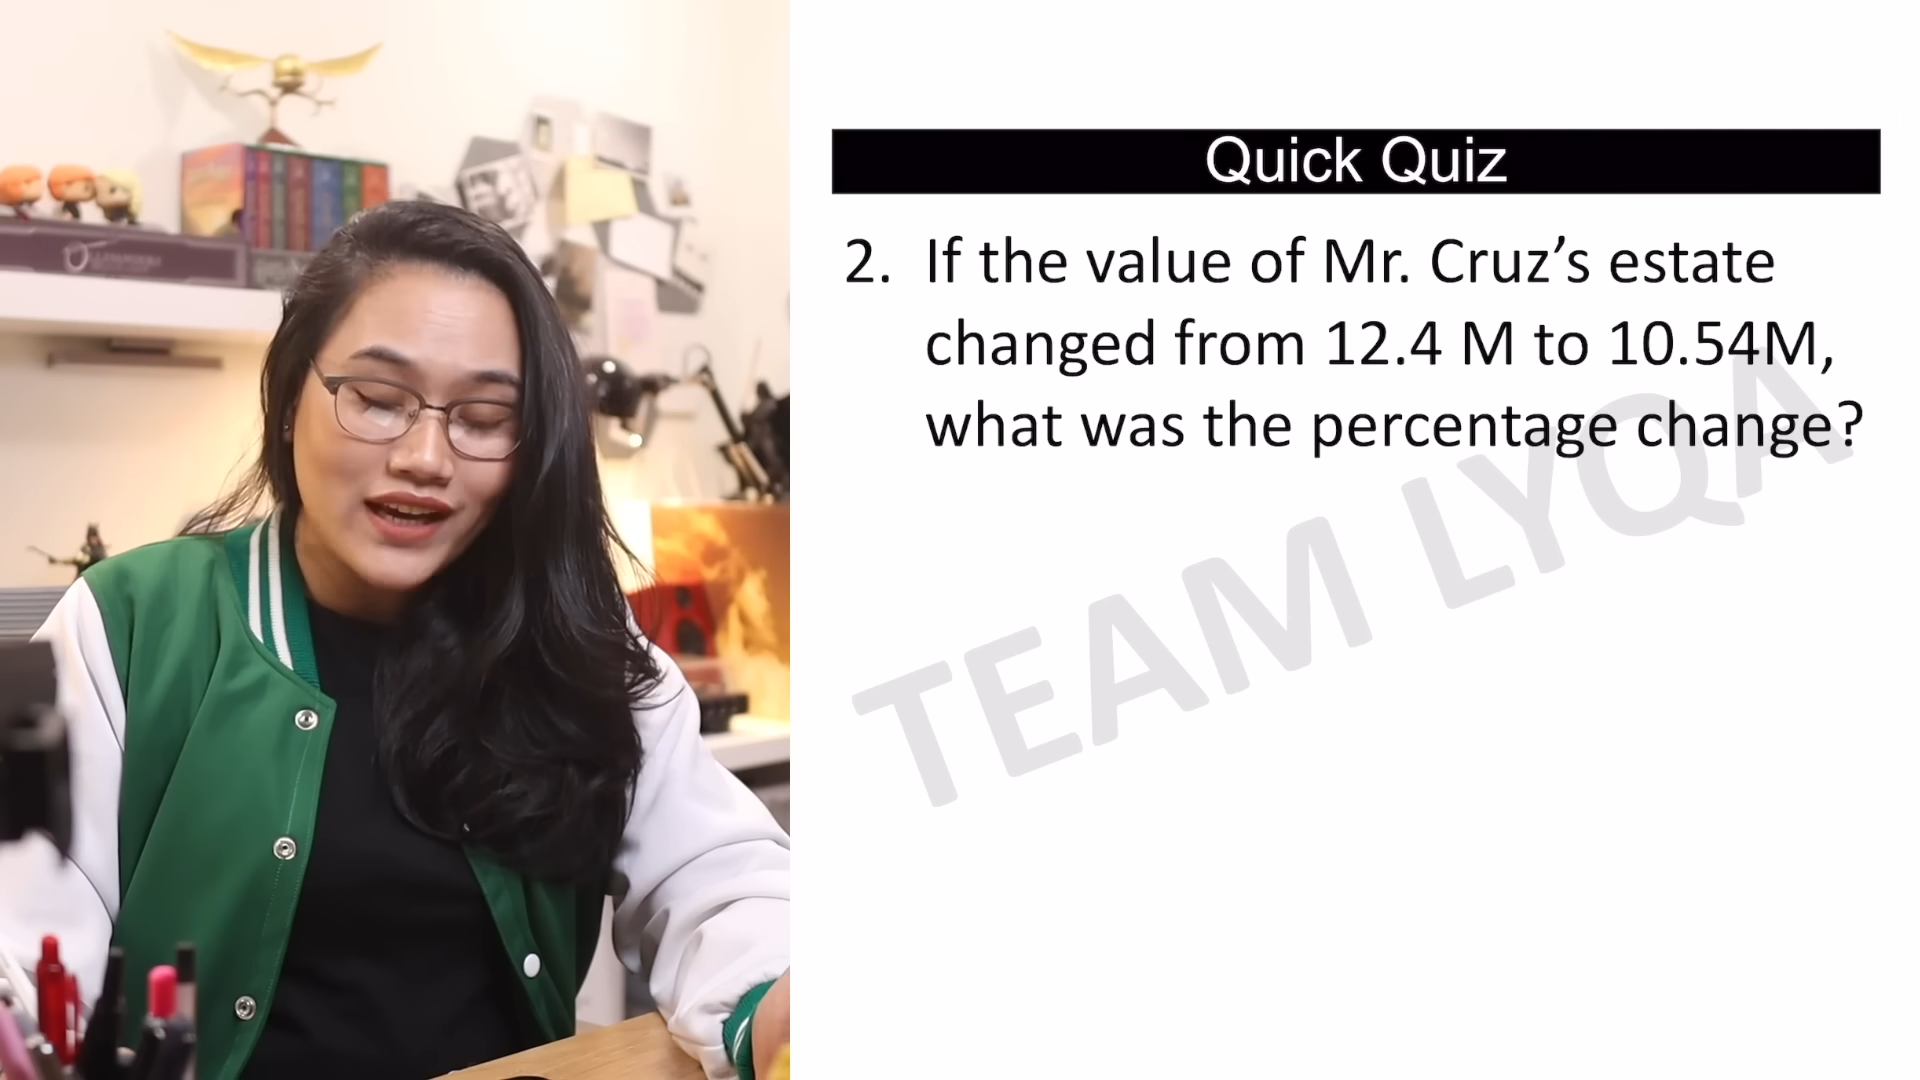 Quick Quiz
2. If the value of Mr. Cruz’s estate
changed from 12.4 M to 10.54M,
what was the percentage change?
TEAM LYQA